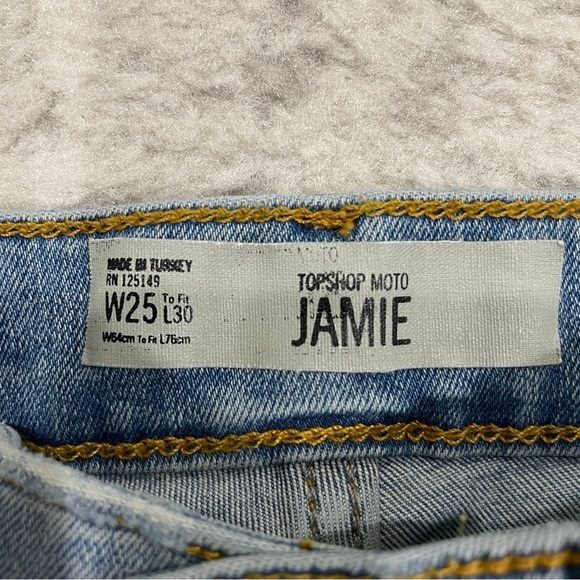 MADE IN TURKEY
RN 125149
W25 To Fit L30
W64cm To Fit L76cm
TOPSHOP MOTO
JAMIE